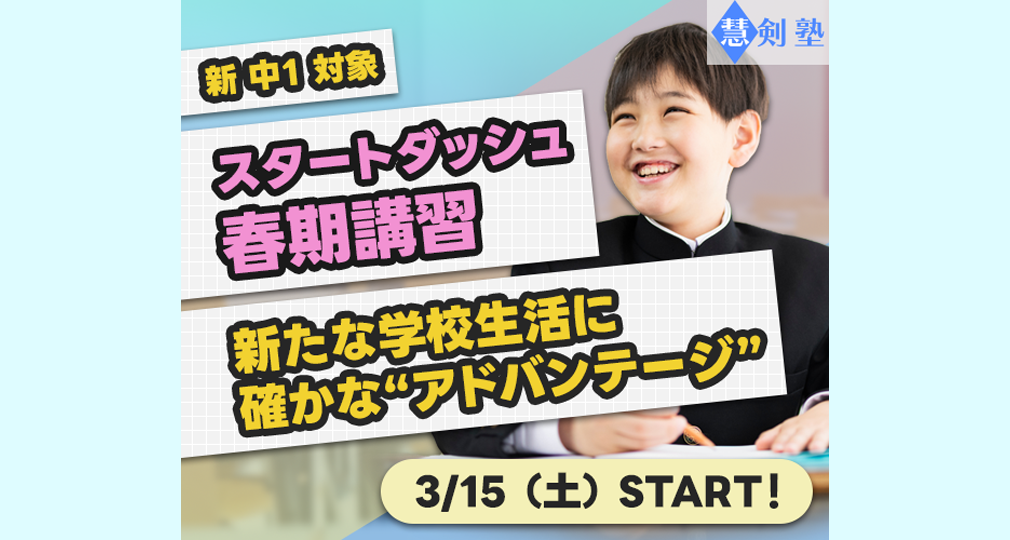 慧剣塾
新 中1 対象
スタートダッシュ
春期講習
新たな学校生活に
確かな“アドバンテージ”
3/15（土）START！